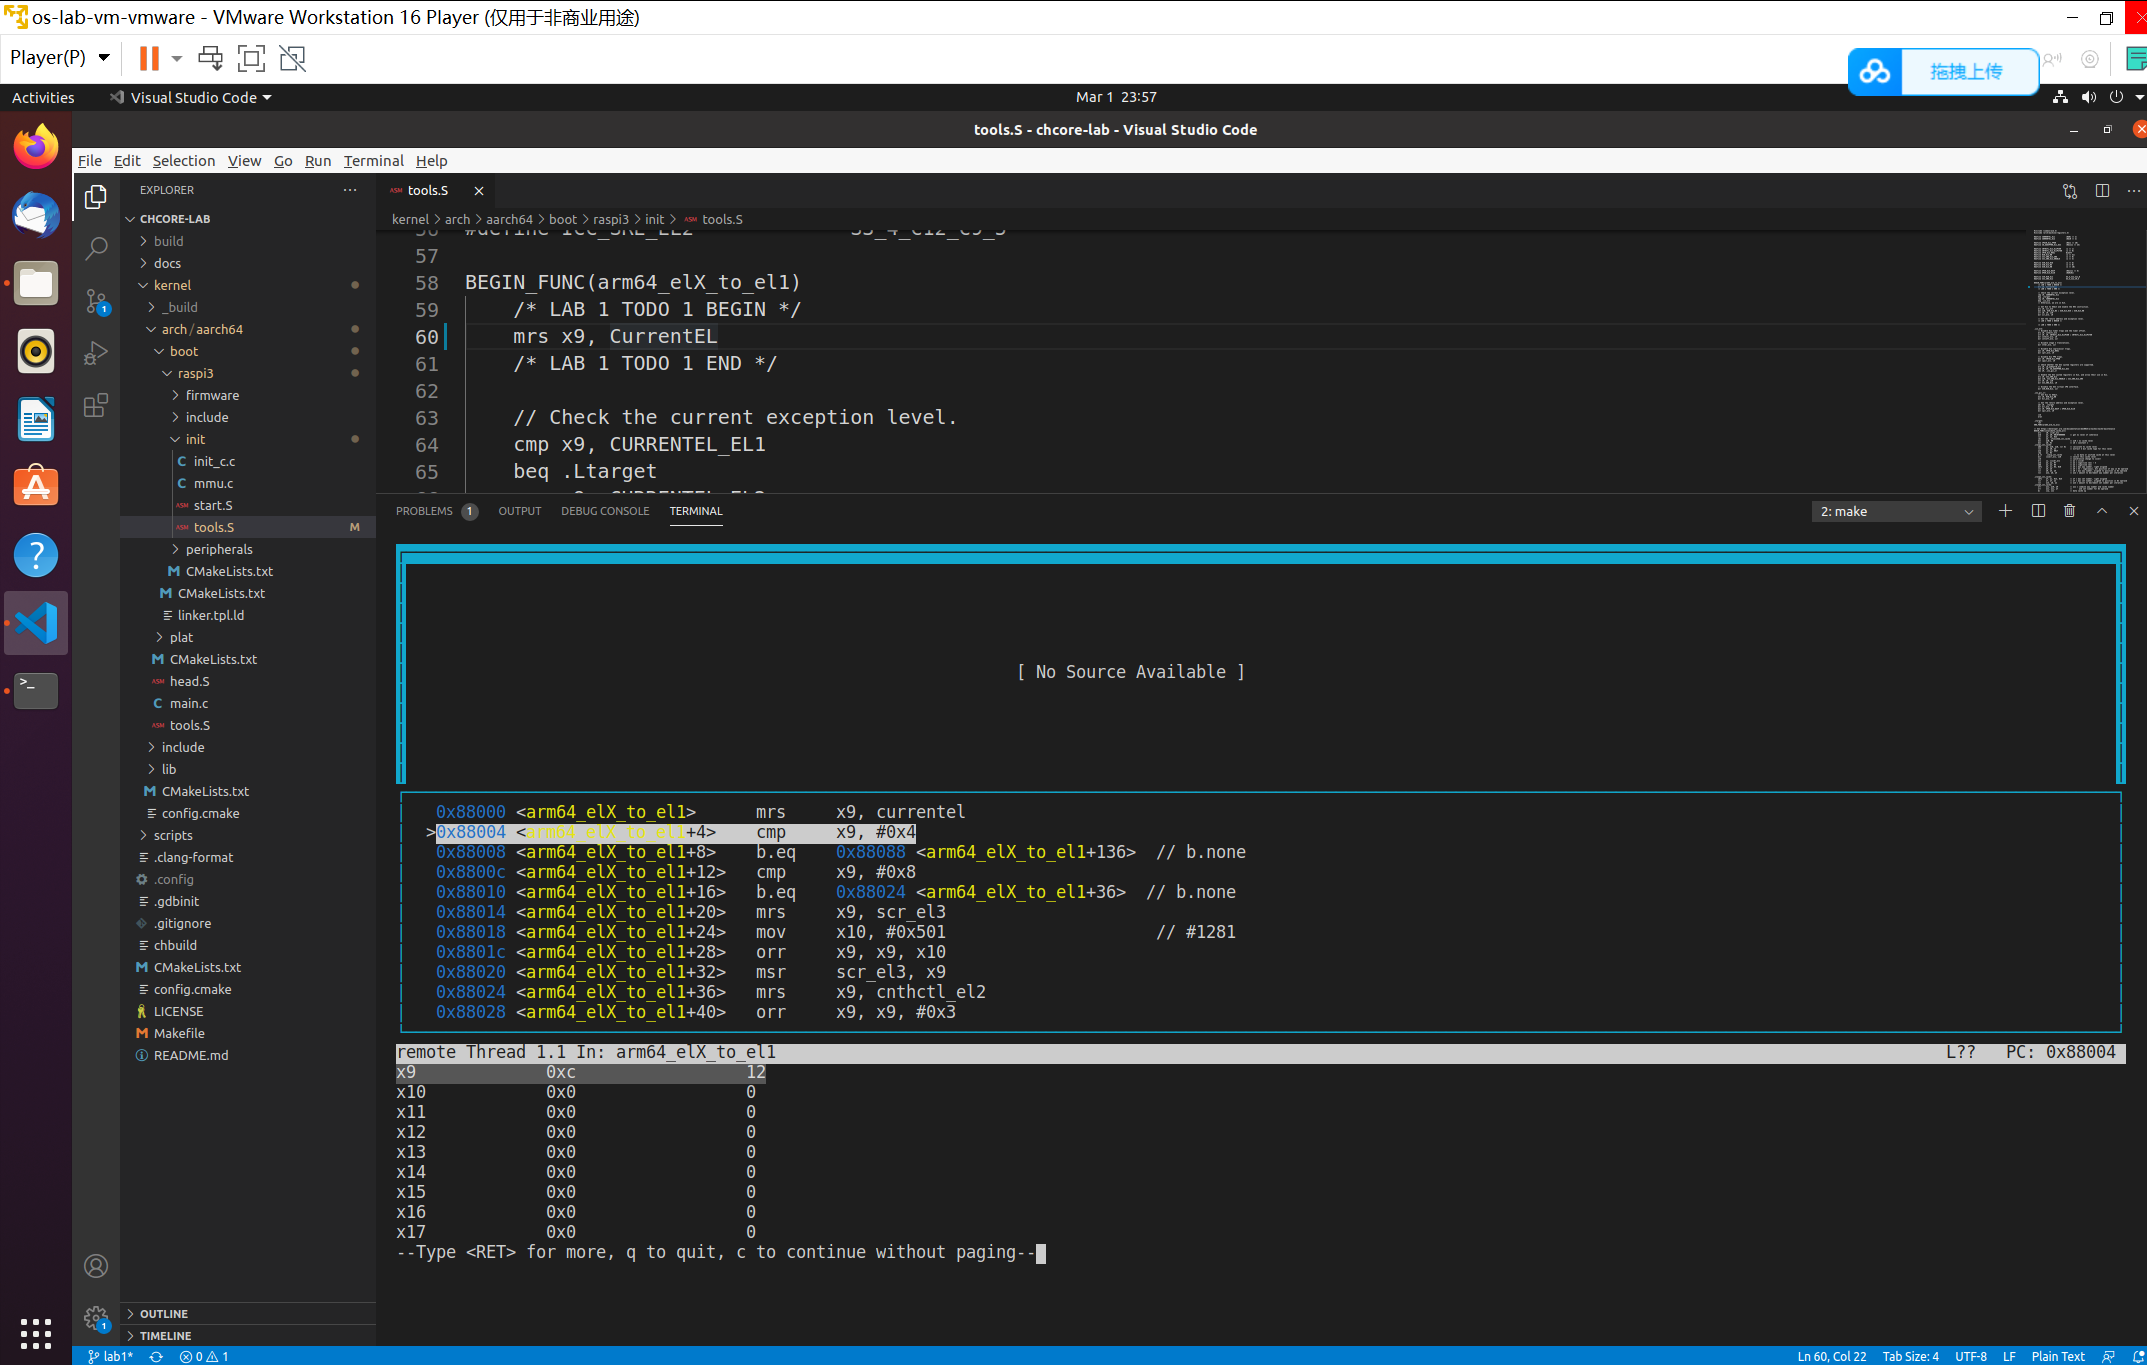 os-lab-vm-vmware - VMware Workstation 16 Player (仅用于非商业用途)
Player(P)
拖拽上传
Activities
Visual Studio Code
Mar 1 23:57
tools.S - chcore-lab - Visual Studio Code
File Edit Selection View Go Run Terminal Help
EXPLORER
CHCORE-LAB
build
docs
kernel
_build
arch/aarch64
boot
raspi3
firmware
include
init
C init_c.c
C mmu.c
ASM start.S
ASM tools.S M
peripherals
M CMakeLists.txt
M CMakeLists.txt
linker.tpl.ld
plat
M CMakeLists.txt
ASM head.S
C main.c
ASM tools.S
include
lib
M CMakeLists.txt
config.cmake
scripts
.clang-format
.config
.gdbinit
.gitignore
chbuild
M CMakeLists.txt
config.cmake
LICENSE
M Makefile
README.md
OUTLINE
TIMELINE
ASM tools.S
kernel > arch > aarch64 > boot > raspi3 > init > ASM tools.S
57
58 BEGIN_FUNC(arm64_elX_to_el1)
59 /* LAB 1 TODO 1 BEGIN */
60 mrs x9, CurrentEL
61 /* LAB 1 TODO 1 END */
62
63 // Check the current exception level.
64 cmp x9, CURRENTEL_EL1
65 beq .Ltarget
PROBLEMS 1 OUTPUT DEBUG CONSOLE TERMINAL
2: make
[ No Source Available ]
0x88000 <arm64_elX_to_el1> mrs x9, currentel
>0x88004 <arm64_elX_to_el1+4> cmp x9, #0x4
0x88008 <arm64_elX_to_el1+8> b.eq 0x88088 <arm64_elX_to_el1+136> // b.none
0x8800c <arm64_elX_to_el1+12> cmp x9, #0x8
0x88010 <arm64_elX_to_el1+16> b.eq 0x88024 <arm64_elX_to_el1+36> // b.none
0x88014 <arm64_elX_to_el1+20> mrs x9, scr_el3
0x88018 <arm64_elX_to_el1+24> mov x10, #0x501 // #1281
0x8801c <arm64_elX_to_el1+28> orr x9, x9, x10
0x88020 <arm64_elX_to_el1+32> msr scr_el3, x9
0x88024 <arm64_elX_to_el1+36> mrs x9, cnthctl_el2
0x88028 <arm64_elX_to_el1+40> orr x9, x9, #0x3
remote Thread 1.1 In: arm64_elX_to_el1 L?? PC: 0x88004
x9 0xc 12
x10 0x0 0
x11 0x0 0
x12 0x0 0
x13 0x0 0
x14 0x0 0
x15 0x0 0
x16 0x0 0
x17 0x0 0
--Type <RET> for more, q to quit, c to continue without paging--
lab1* 0 1
Ln 60, Col 22 Tab Size: 4 UTF-8 LF Plain Text